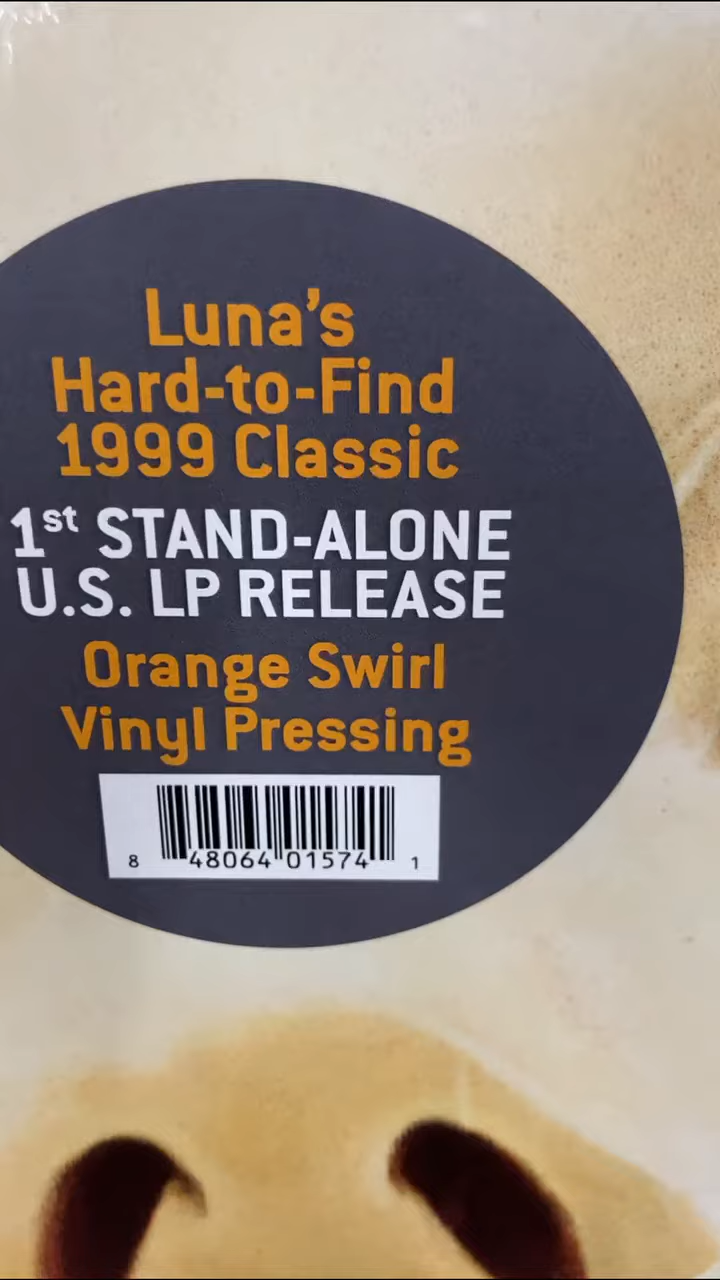 Luna's
Hard-to-Find
1999 Classic
1st STAND-ALONE
U.S. LP RELEASE
Orange Swirl
Vinyl Pressing
8 48064 01574 1